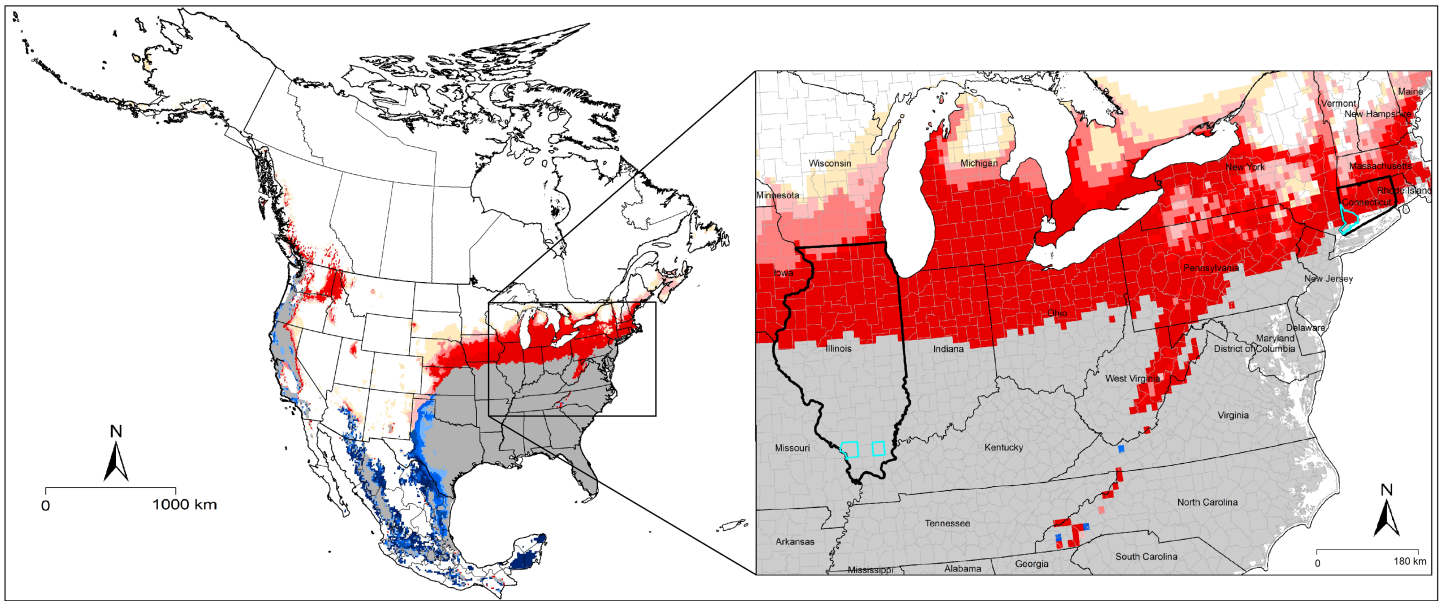 N
0
1000 km
Maine
Vermont
New Hampshire
Wisconsin
Michigan
New York
Massachusetts
Minnesota
Rhode Island
Connecticut
Iowa
Pennsylvania
New Jersey
Ohio
Illinois
Indiana
Delaware
Maryland
District of Columbia
West Virginia
Virginia
Missouri
Kentucky
N
North Carolina
Tennessee
Arkansas
South Carolina
0
180 km
Mississippi
Alabama
Georgia